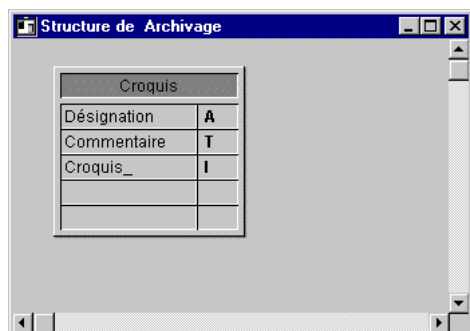 Structure de Archivage
Croquis
Désignation A
Commentaire T
Croquis_ I